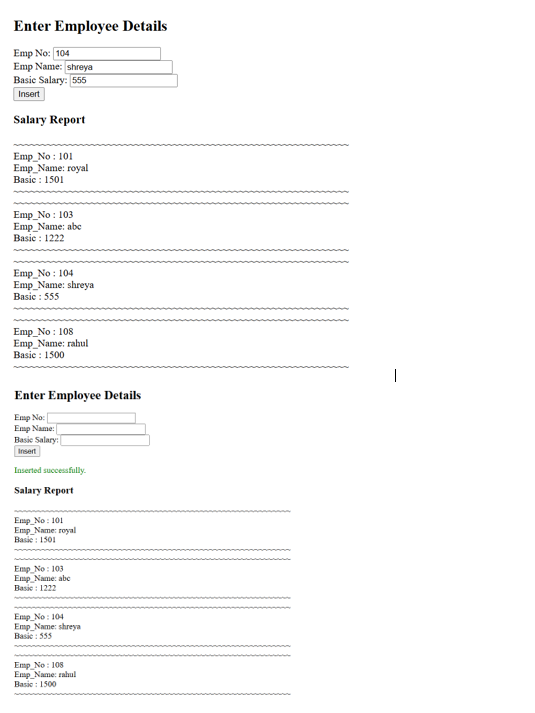 Enter Employee Details
Emp No: 104
Emp Name: shreya
Basic Salary: 555
Insert
Salary Report
~~~~~~~~~~~~~~~~~~~~~~~~~~~~~~~~~~~~~~~~~~~~~~~~
Emp_No : 101
Emp_Name: royal
Basic : 1501
~~~~~~~~~~~~~~~~~~~~~~~~~~~~~~~~~~~~~~~~~~~~~~~~
~~~~~~~~~~~~~~~~~~~~~~~~~~~~~~~~~~~~~~~~~~~~~~~~
Emp_No : 103
Emp_Name: abc
Basic : 1222
~~~~~~~~~~~~~~~~~~~~~~~~~~~~~~~~~~~~~~~~~~~~~~~~
~~~~~~~~~~~~~~~~~~~~~~~~~~~~~~~~~~~~~~~~~~~~~~~~
Emp_No : 104
Emp_Name: shreya
Basic : 555
~~~~~~~~~~~~~~~~~~~~~~~~~~~~~~~~~~~~~~~~~~~~~~~~
~~~~~~~~~~~~~~~~~~~~~~~~~~~~~~~~~~~~~~~~~~~~~~~~
Emp_No : 108
Emp_Name: rahul
Basic : 1500
~~~~~~~~~~~~~~~~~~~~~~~~~~~~~~~~~~~~~~~~~~~~~~~~
Enter Employee Details
Emp No:
Emp Name:
Basic Salary:
Insert
Inserted successfully.
Salary Report
~~~~~~~~~~~~~~~~~~~~~~~~~~~~~~~~~~~~~~~~~~~~~~~~
Emp_No : 101
Emp_Name: royal
Basic : 1501
~~~~~~~~~~~~~~~~~~~~~~~~~~~~~~~~~~~~~~~~~~~~~~~~
~~~~~~~~~~~~~~~~~~~~~~~~~~~~~~~~~~~~~~~~~~~~~~~~
Emp_No : 103
Emp_Name: abc
Basic : 1222
~~~~~~~~~~~~~~~~~~~~~~~~~~~~~~~~~~~~~~~~~~~~~~~~
~~~~~~~~~~~~~~~~~~~~~~~~~~~~~~~~~~~~~~~~~~~~~~~~
Emp_No : 104
Emp_Name: shreya
Basic : 555
~~~~~~~~~~~~~~~~~~~~~~~~~~~~~~~~~~~~~~~~~~~~~~~~
~~~~~~~~~~~~~~~~~~~~~~~~~~~~~~~~~~~~~~~~~~~~~~~~
Emp_No : 108
Emp_Name: rahul
Basic : 1500
~~~~~~~~~~~~~~~~~~~~~~~~~~~~~~~~~~~~~~~~~~~~~~~~